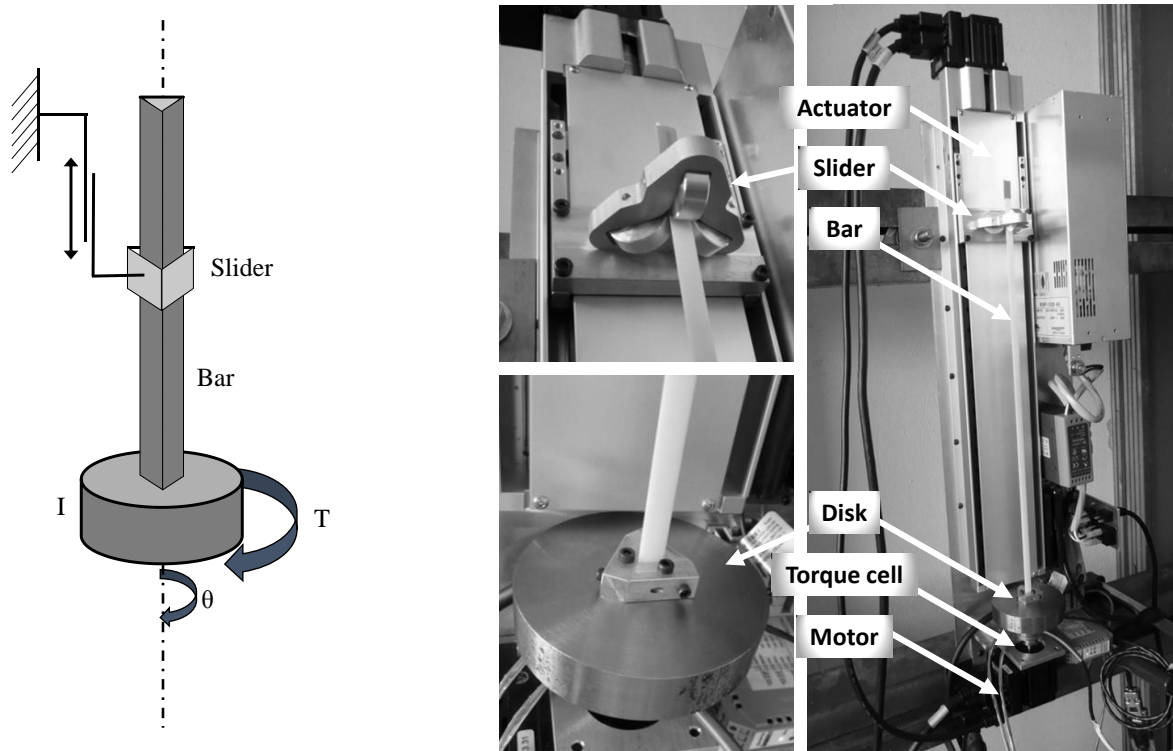 Slider
Bar
I
T
θ
Actuator
Slider
Bar
Disk
Torque cell
Motor